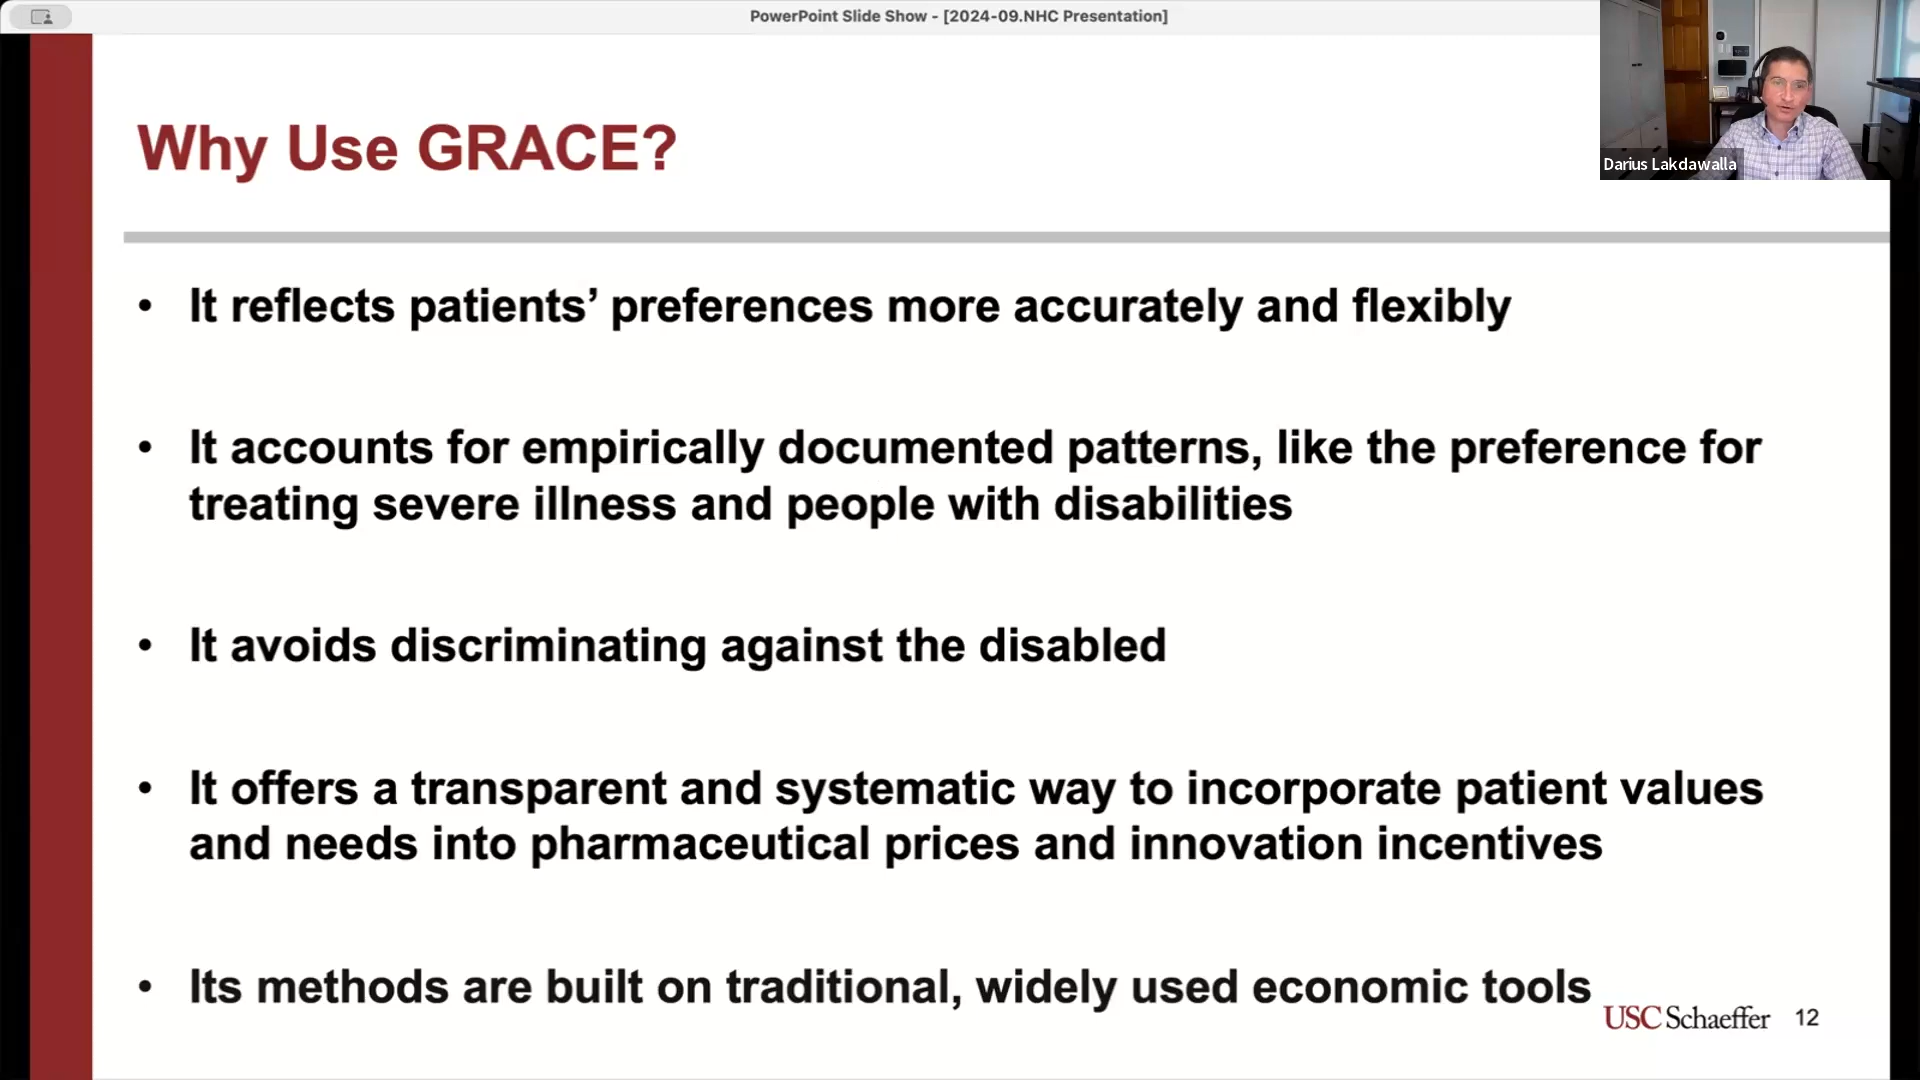 PowerPoint Slide Show - [2024-09.NHC Presentation]
Darius Lakdawalla
Why Use GRACE?
• It reflects patients’ preferences more accurately and flexibly
• It accounts for empirically documented patterns, like the preference for
treating severe illness and people with disabilities
• It avoids discriminating against the disabled
• It offers a transparent and systematic way to incorporate patient values
and needs into pharmaceutical prices and innovation incentives
• Its methods are built on traditional, widely used economic tools
USC Schaeffer 12